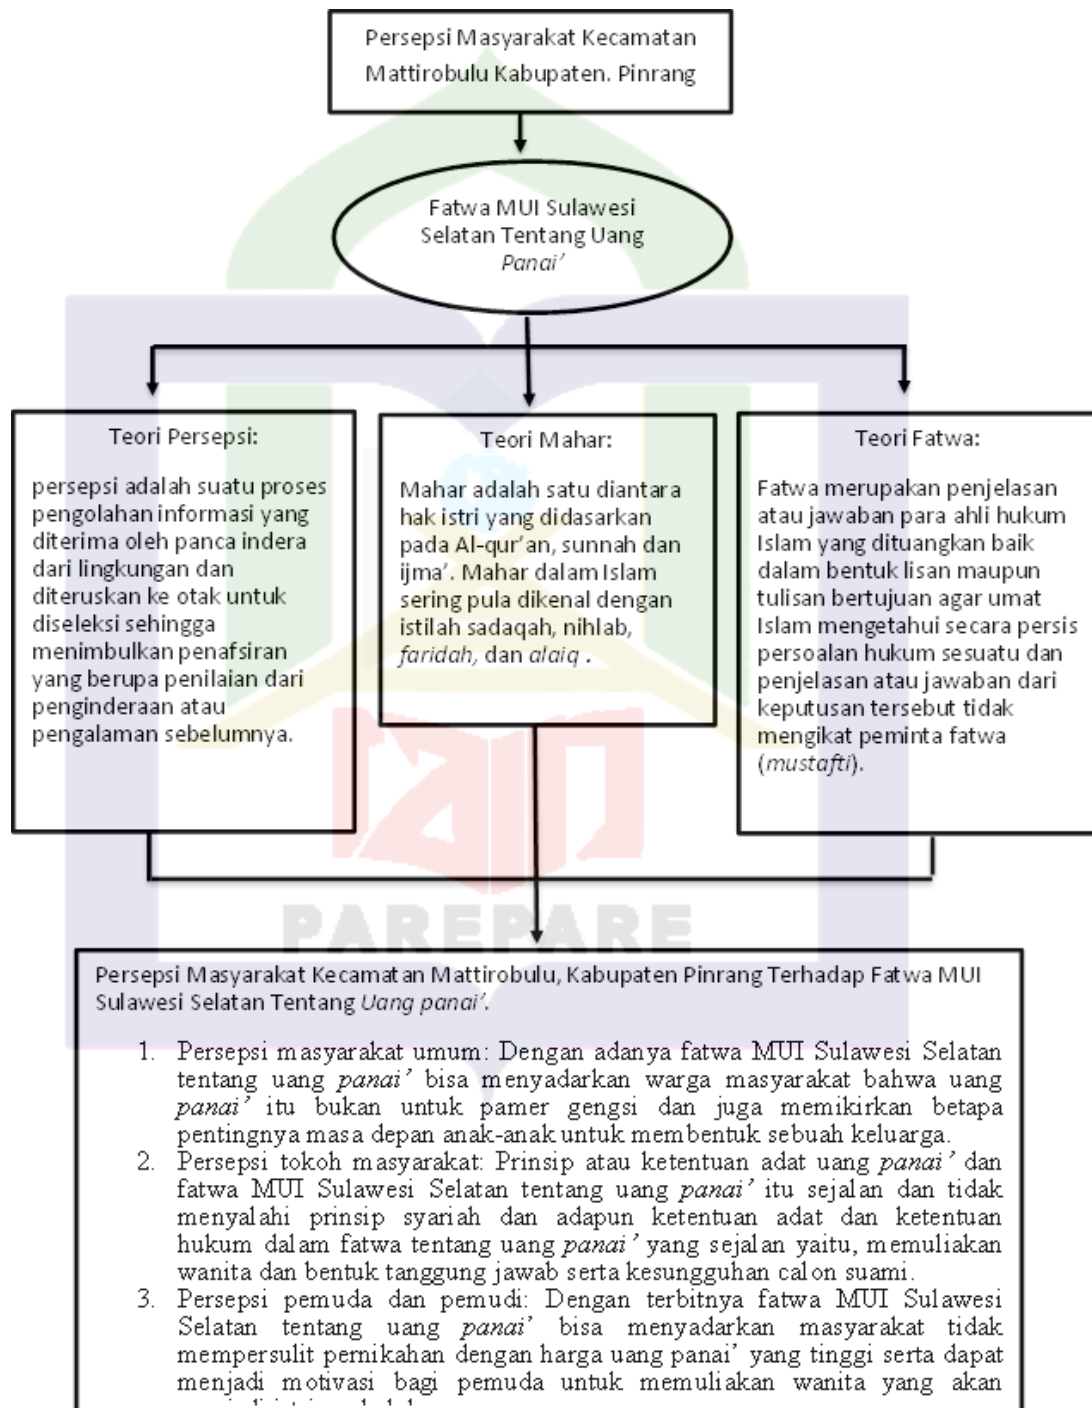 Persepsi Masyarakat Kecamatan
Mattirobulu Kabupaten. Pinrang
Fatwa MUI Sulawesi
Selatan Tentang Uang
Panai’
Teori Persepsi:
persepsi adalah suatu proses
pengolahan informasi yang
diterima oleh panca indera
dari lingkungan dan
diteruskan ke otak untuk
diseleksi sehingga
menimbulkan penafsiran
yang berupa penilaian dari
penginderaan atau
pengalaman sebelumnya.
Teori Mahar:
Mahar adalah satu diantara
hak istri yang didasarkan
pada Al-qur’an, sunnah dan
ijma’. Mahar dalam Islam
sering pula dikenal dengan
istilah sadaqah, nihlab,
faridah, dan alaiq .
Teori Fatwa:
Fatwa merupakan penjelasan
atau jawaban para ahli hukum
Islam yang dituangkan baik
dalam bentuk lisan maupun
tulisan bertujuan agar umat
Islam mengetahui secara persis
persoalan hukum sesuatu dan
penjelasan atau jawaban dari
keputusan tersebut tidak
mengikat peminta fatwa
(mustafti).
PAREPARE
Persepsi Masyarakat Kecamatan Mattirobulu, Kabupaten Pinrang Terhadap Fatwa MUI
Sulawesi Selatan Tentang Uang panai’.
1. Persepsi masyarakat umum: Dengan adanya fatwa MUI Sulawesi Selatan
tentang uang panai’ bisa menyadarkan warga masyarakat bahwa uang
panai’ itu bukan untuk pamer gengsi dan juga memikirkan betapa
pentingnya masa depan anak-anak untuk membentuk sebuah keluarga.
2. Persepsi tokoh masyarakat: Prinsip atau ketentuan adat uang panai’ dan
fatwa MUI Sulawesi Selatan tentang uang panai’ itu sejalan dan tidak
menyalahi prinsip syariah dan adapun ketentuan adat dan ketentuan
hukum dalam fatwa tentang uang panai’ yang sejalan yaitu, memuliakan
wanita dan bentuk tanggung jawab serta kesungguhan calon suami.
3. Persepsi pemuda dan pemudi: Dengan terbitnya fatwa MUI Sulawesi
Selatan tentang uang panai’ bisa menyadarkan masyarakat tidak
mempersulit pernikahan dengan harga uang panai’ yang tinggi serta dapat
menjadi motivasi bagi pemuda untuk memuliakan wanita yang akan